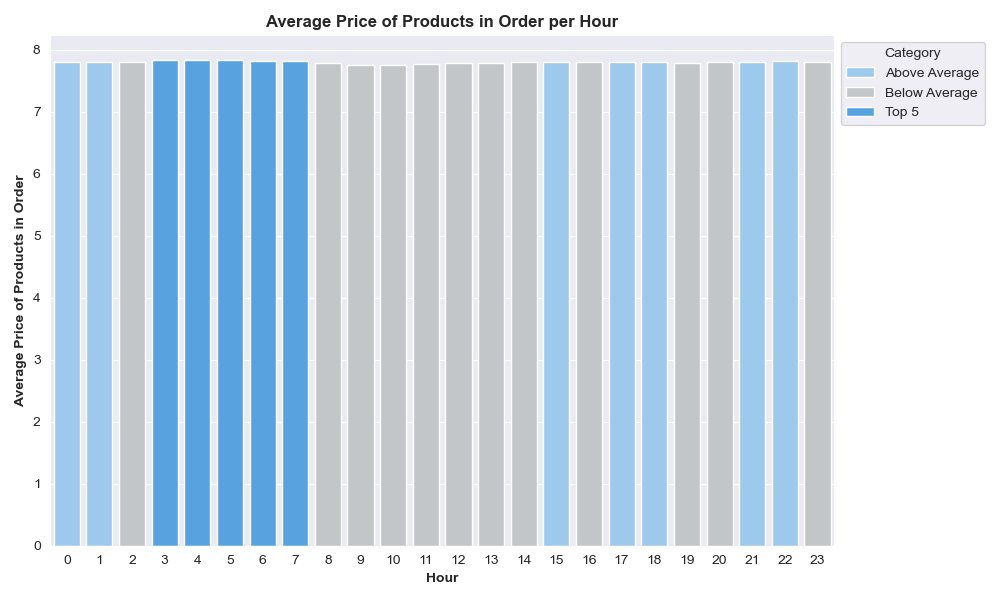 Average Price of Products in Order per Hour
Average Price of Products in Order
8
7
6
5
4
3
2
1
0
0 1 2 3 4 5 6 7 8 9 10 11 12 13 14 15 16 17 18 19 20 21 22 23
Hour
Category
Above Average
Below Average
Top 5